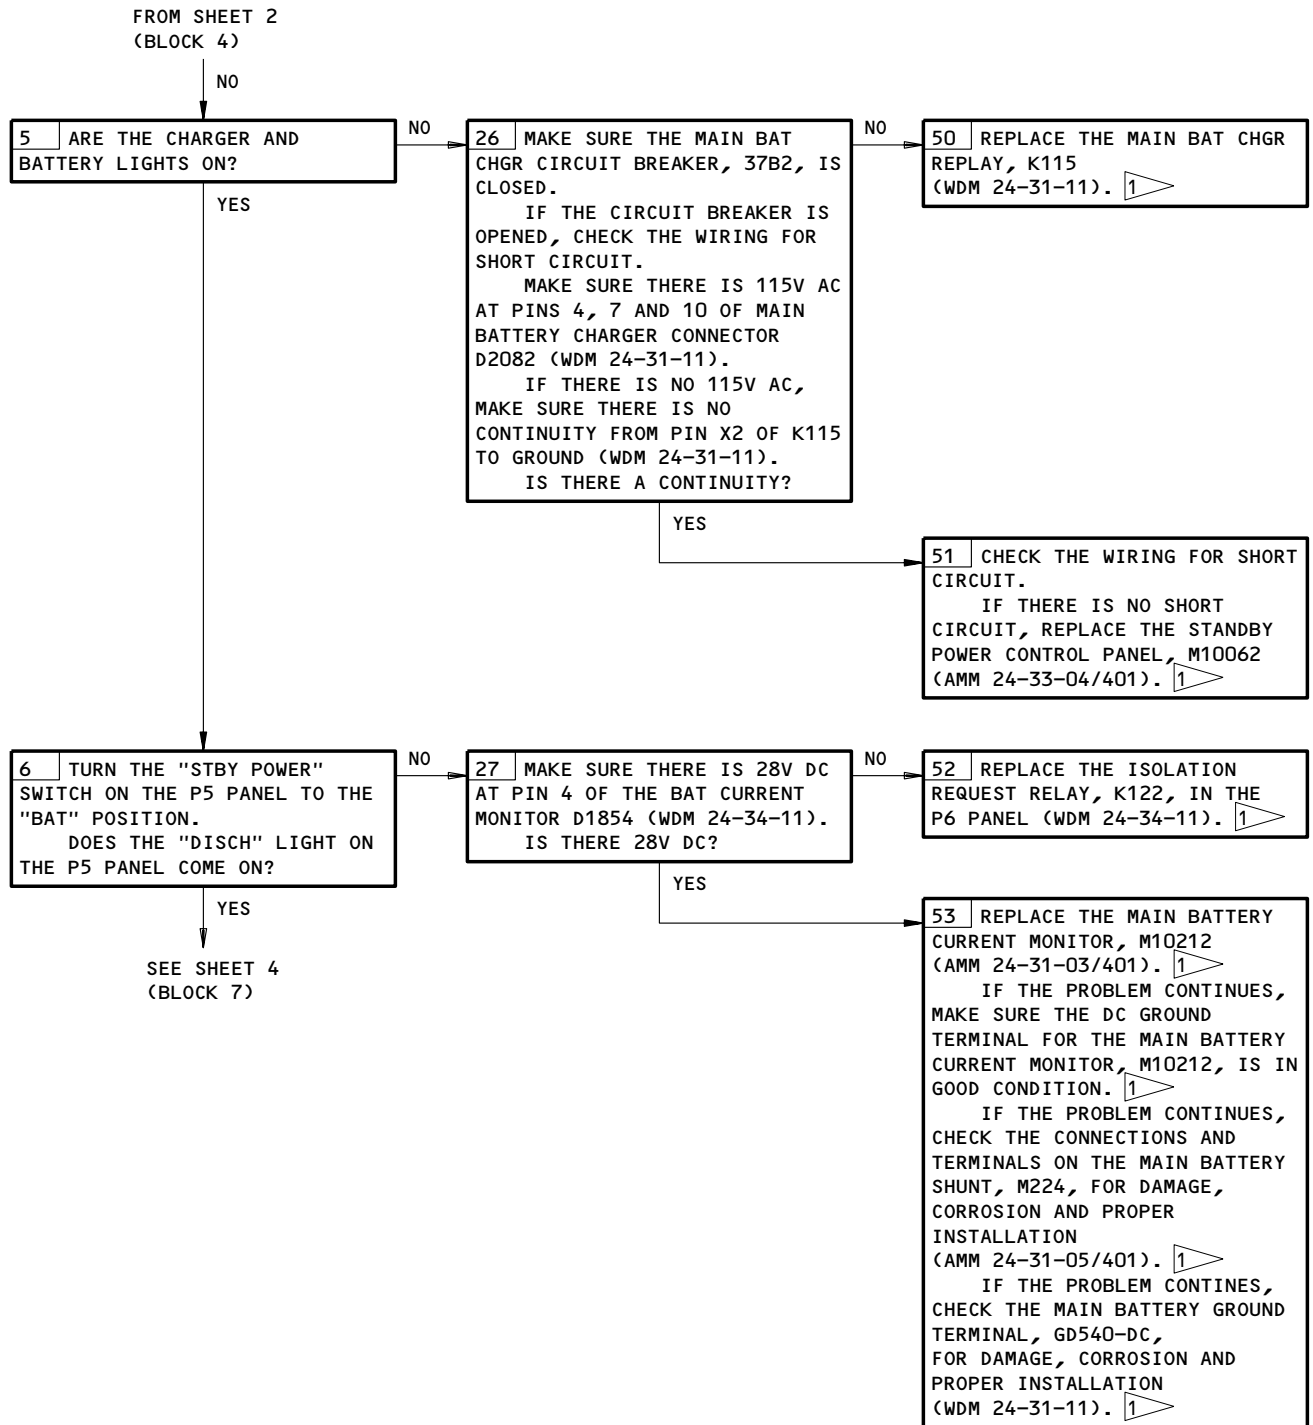 FROM SHEET 2
(BLOCK 4)
NO
5 ARE THE CHARGER AND
BATTERY LIGHTS ON?
NO
YES
26 MAKE SURE THE MAIN BAT
CHGR CIRCUIT BREAKER, 37B2, IS
CLOSED.
IF THE CIRCUIT BREAKER IS
OPENED, CHECK THE WIRING FOR
SHORT CIRCUIT.
MAKE SURE THERE IS 115V AC
AT PINS 4, 7 AND 10 OF MAIN
BATTERY CHARGER CONNECTOR
D2082 (WDM 24-31-11).
IF THERE IS NO 115V AC,
MAKE SURE THERE IS NO
CONTINUITY FROM PIN X2 OF K115
TO GROUND (WDM 24-31-11).
IS THERE A CONTINUITY?
NO
YES
50 REPLACE THE MAIN BAT CHGR
REPLAY, K115
(WDM 24-31-11). 1
51 CHECK THE WIRING FOR SHORT
CIRCUIT.
IF THERE IS NO SHORT
CIRCUIT, REPLACE THE STANDBY
POWER CONTROL PANEL, M10062
(AMM 24-33-04/401). 1
6 TURN THE "STBY POWER"
SWITCH ON THE P5 PANEL TO THE
"BAT" POSITION.
DOES THE "DISCH" LIGHT ON
THE P5 PANEL COME ON?
NO
YES
SEE SHEET 4
(BLOCK 7)
27 MAKE SURE THERE IS 28V DC
AT PIN 4 OF THE BAT CURRENT
MONITOR D1854 (WDM 24-34-11).
IS THERE 28V DC?
NO
YES
52 REPLACE THE ISOLATION
REQUEST RELAY, K122, IN THE
P6 PANEL (WDM 24-34-11). 1
53 REPLACE THE MAIN BATTERY
CURRENT MONITOR, M10212
(AMM 24-31-03/401). 1
IF THE PROBLEM CONTINUES,
MAKE SURE THE DC GROUND
TERMINAL FOR THE MAIN BATTERY
CURRENT MONITOR, M10212, IS IN
GOOD CONDITION. 1
IF THE PROBLEM CONTINUES,
CHECK THE CONNECTIONS AND
TERMINALS ON THE MAIN BATTERY
SHUNT, M224, FOR DAMAGE,
CORROSION AND PROPER
INSTALLATION
(AMM 24-31-05/401). 1
IF THE PROBLEM CONTINES,
CHECK THE MAIN BATTERY GROUND
TERMINAL, GD540-DC,
FOR DAMAGE, CORROSION AND
PROPER INSTALLATION
(WDM 24-31-11). 1